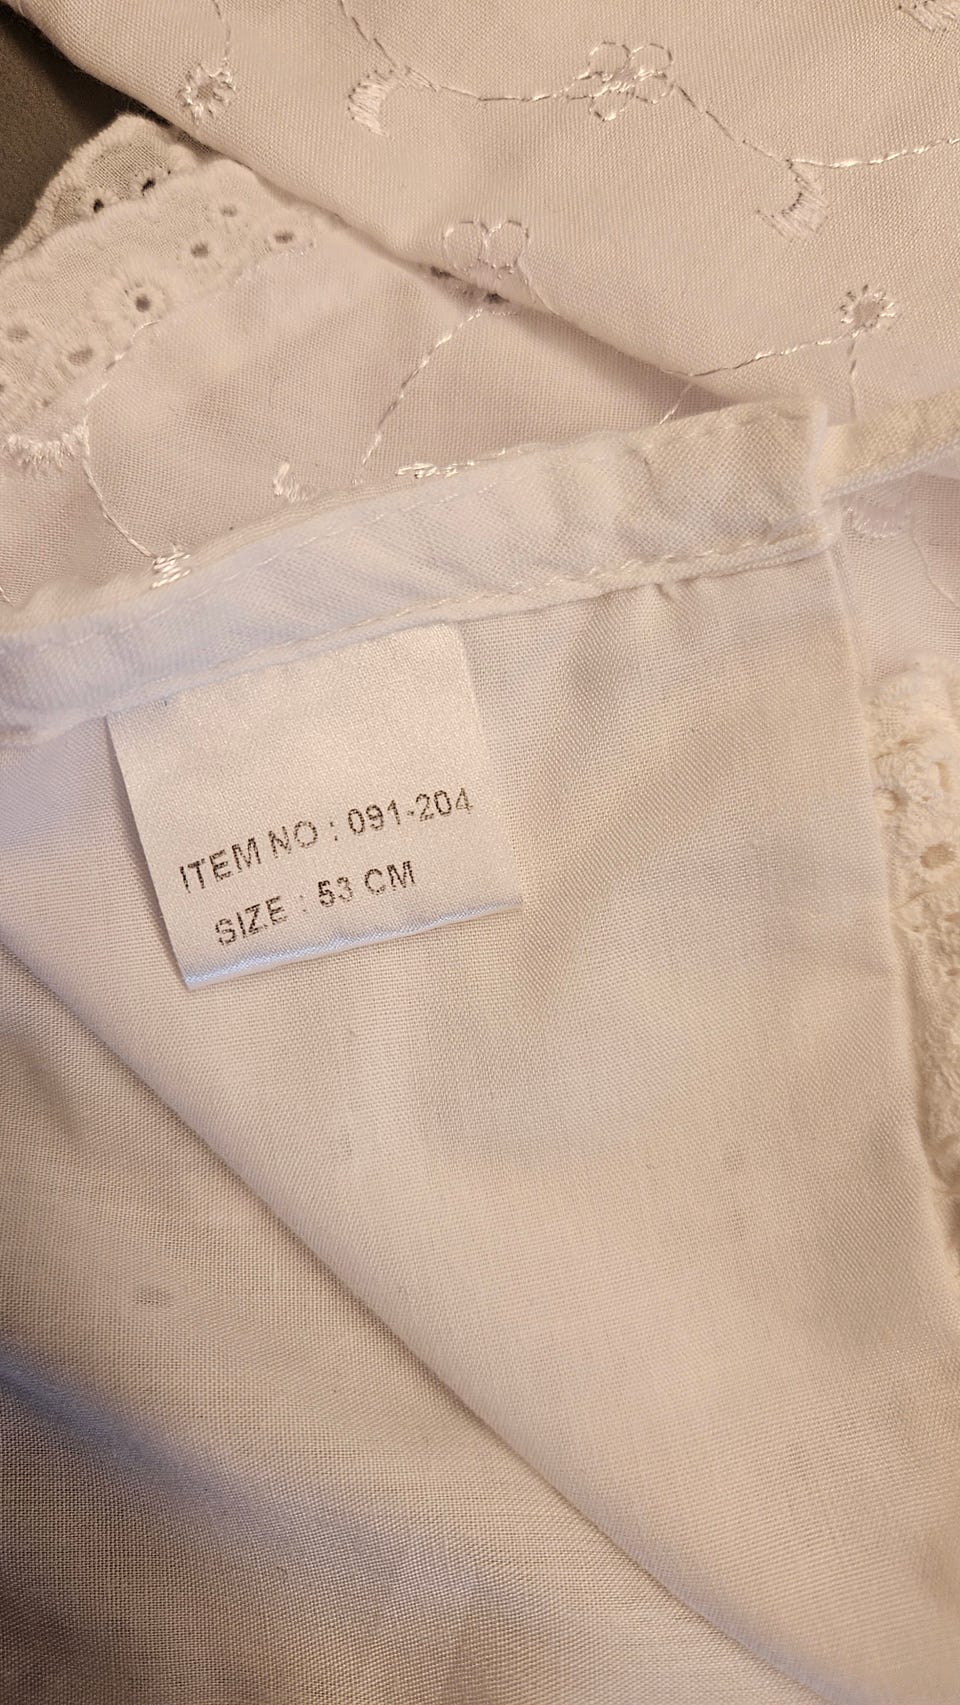 ITEM NO : 091-204
SIZE : 53 CM